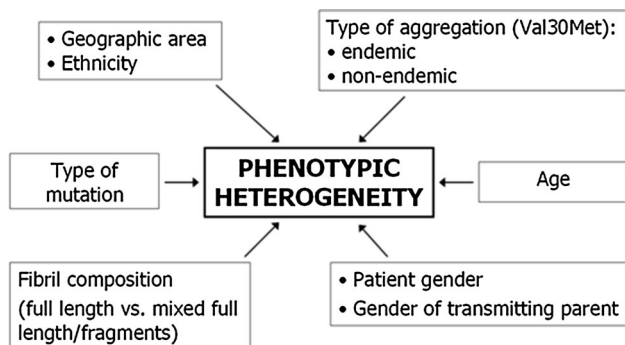 • Geographic area
• Ethnicity
Type of aggregation (Val30Met):
• endemic
• non-endemic
Type of
mutation
PHENOTYPIC
HETEROGENEITY
Age
Fibril composition
(full length vs. mixed full
length/fragments)
• Patient gender
• Gender of transmitting parent